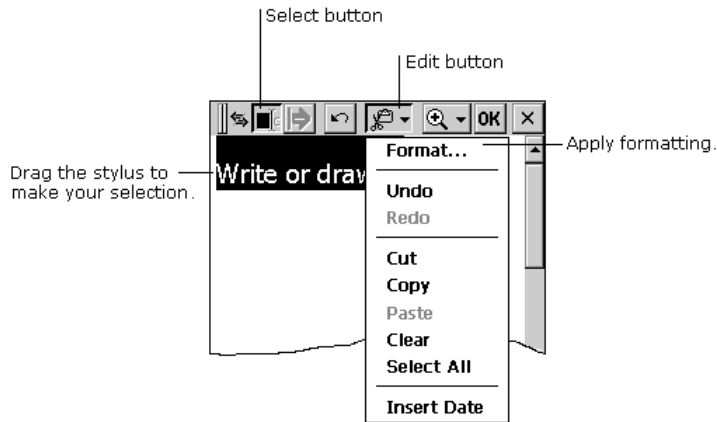 Select button
Edit button
OK
Format...
Apply formatting.
Drag the stylus to
make your selection.
Write or draw
Undo
Redo
Cut
Copy
Paste
Clear
Select All
Insert Date